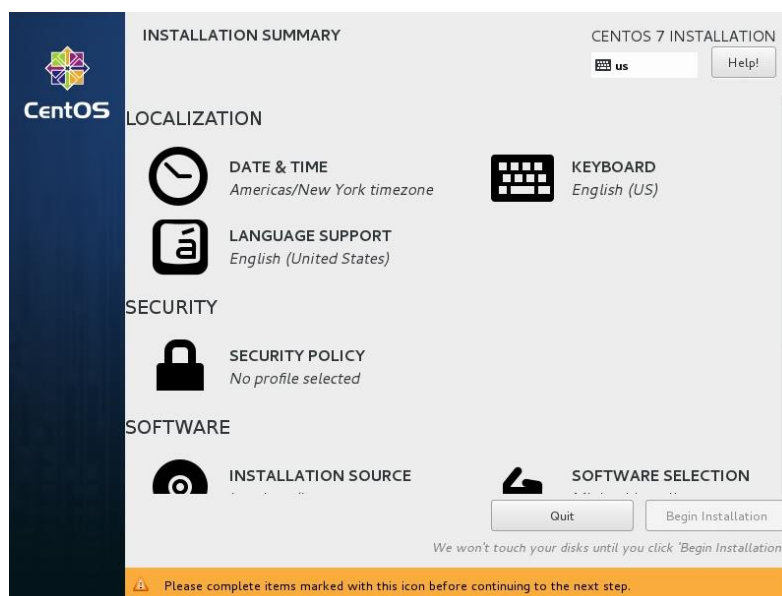 INSTALLATION SUMMARY
CENTOS 7 INSTALLATION
us
Help!
CentOS
LOCALIZATION
DATE & TIME
Americas/New York timezone
KEYBOARD
English (US)
LANGUAGE SUPPORT
English (United States)
SECURITY
SECURITY POLICY
No profile selected
SOFTWARE
INSTALLATION SOURCE
SOFTWARE SELECTION
Quit
Begin Installation
We won't touch your disks until you click 'Begin Installation
Please complete items marked with this icon before continuing to the next step.